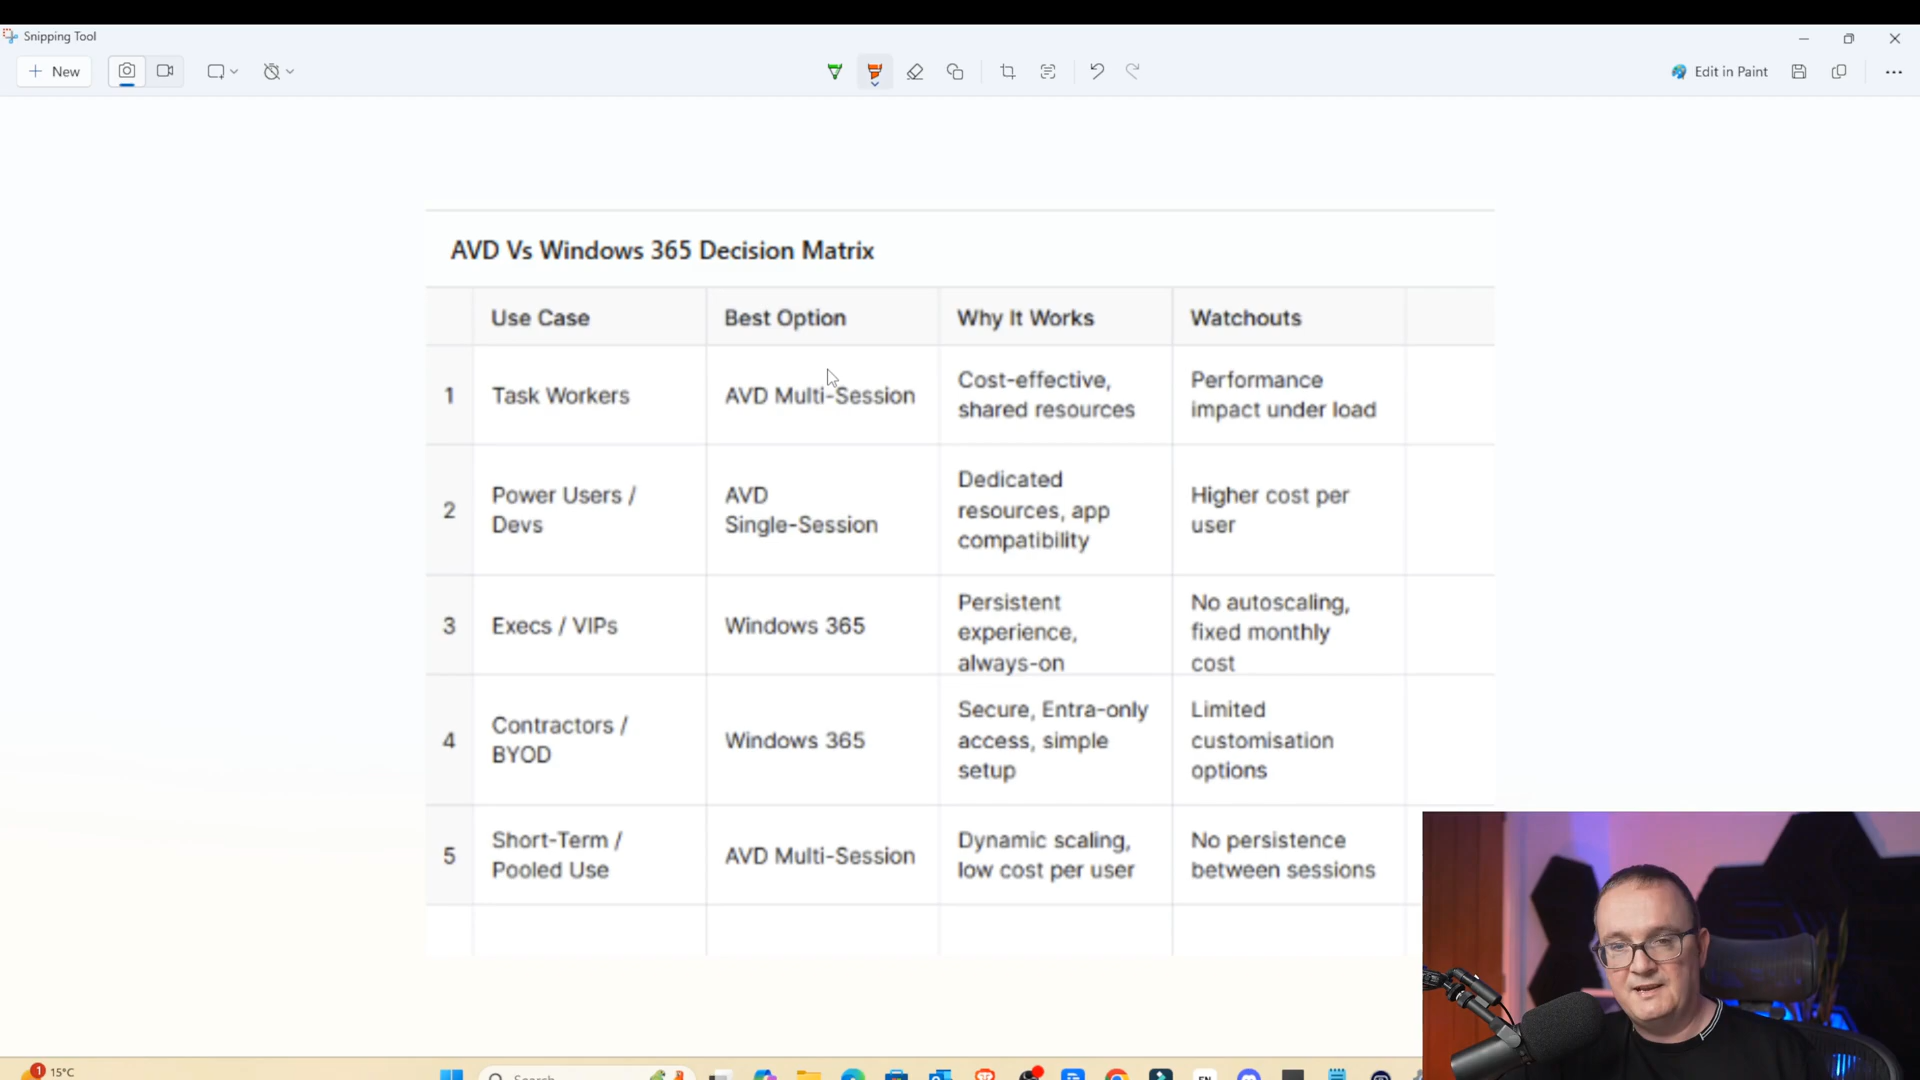 Snipping Tool
New
Edit in Paint
AVD Vs Windows 365 Decision Matrix
Use Case
Best Option
Why It Works
Watchouts
1
Task Workers
AVD Multi-Session
Cost-effective,
shared resources
Performance
impact under load
2
Power Users /
Devs
AVD
Single-Session
Dedicated
resources, app
compatibility
Higher cost per
user
3
Execs / VIPs
Windows 365
Persistent
experience,
always-on
No autoscaling,
fixed monthly
cost
4
Contractors /
BYOD
Windows 365
Secure, Entra-only
access, simple
setup
Limited
customisation
options
5
Short-Term /
Pooled Use
AVD Multi-Session
Dynamic scaling,
low cost per user
No persistence
between sessions
1
15°C
Search